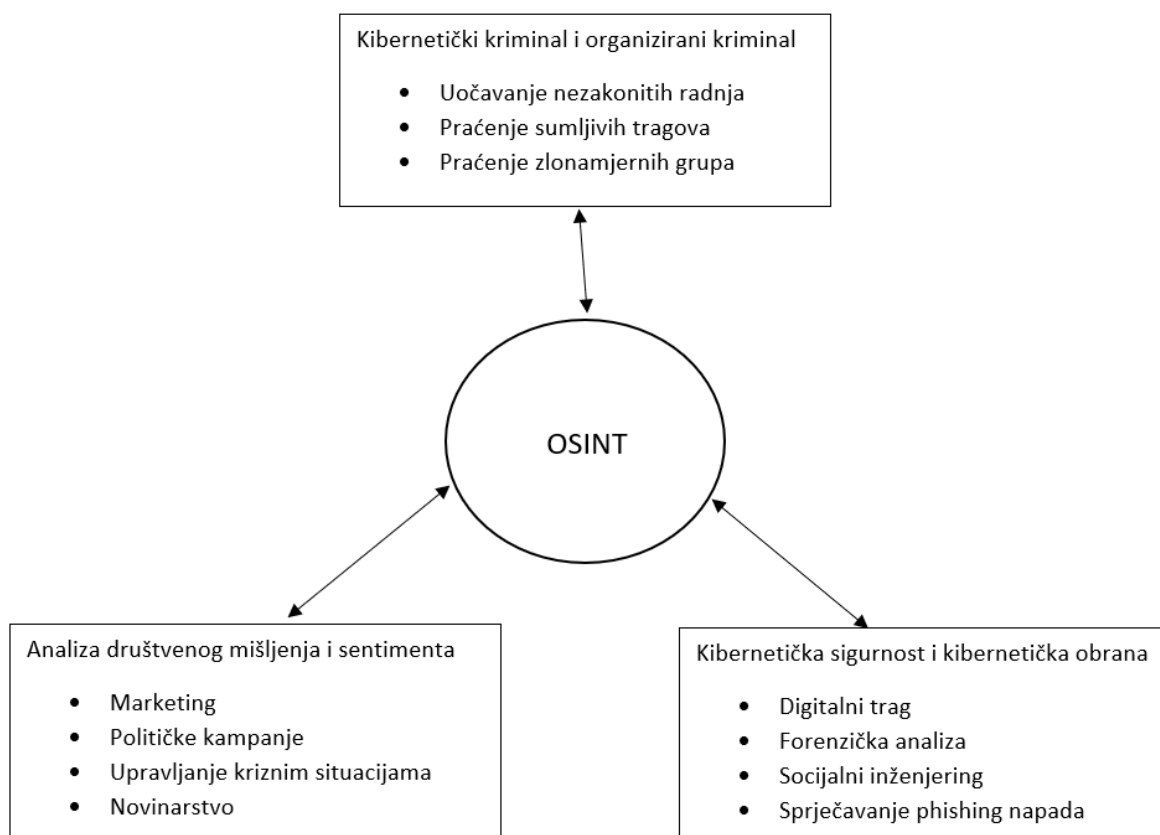 Kibernetički kriminal i organizirani kriminal
• Uočavanje nezakonitih radnja
• Praćenje sumljivih tragova
• Praćenje zlonamjernih grupa
OSINT
Analiza društvenog mišljenja i sentimenta
• Marketing
• Političke kampanje
• Upravljanje kriznim situacijama
• Novinarstvo
Kibernetička sigurnost i kibernetička obrana
• Digitalni trag
• Forenzička analiza
• Socijalni inženjering
• Sprječavanje phishing napada